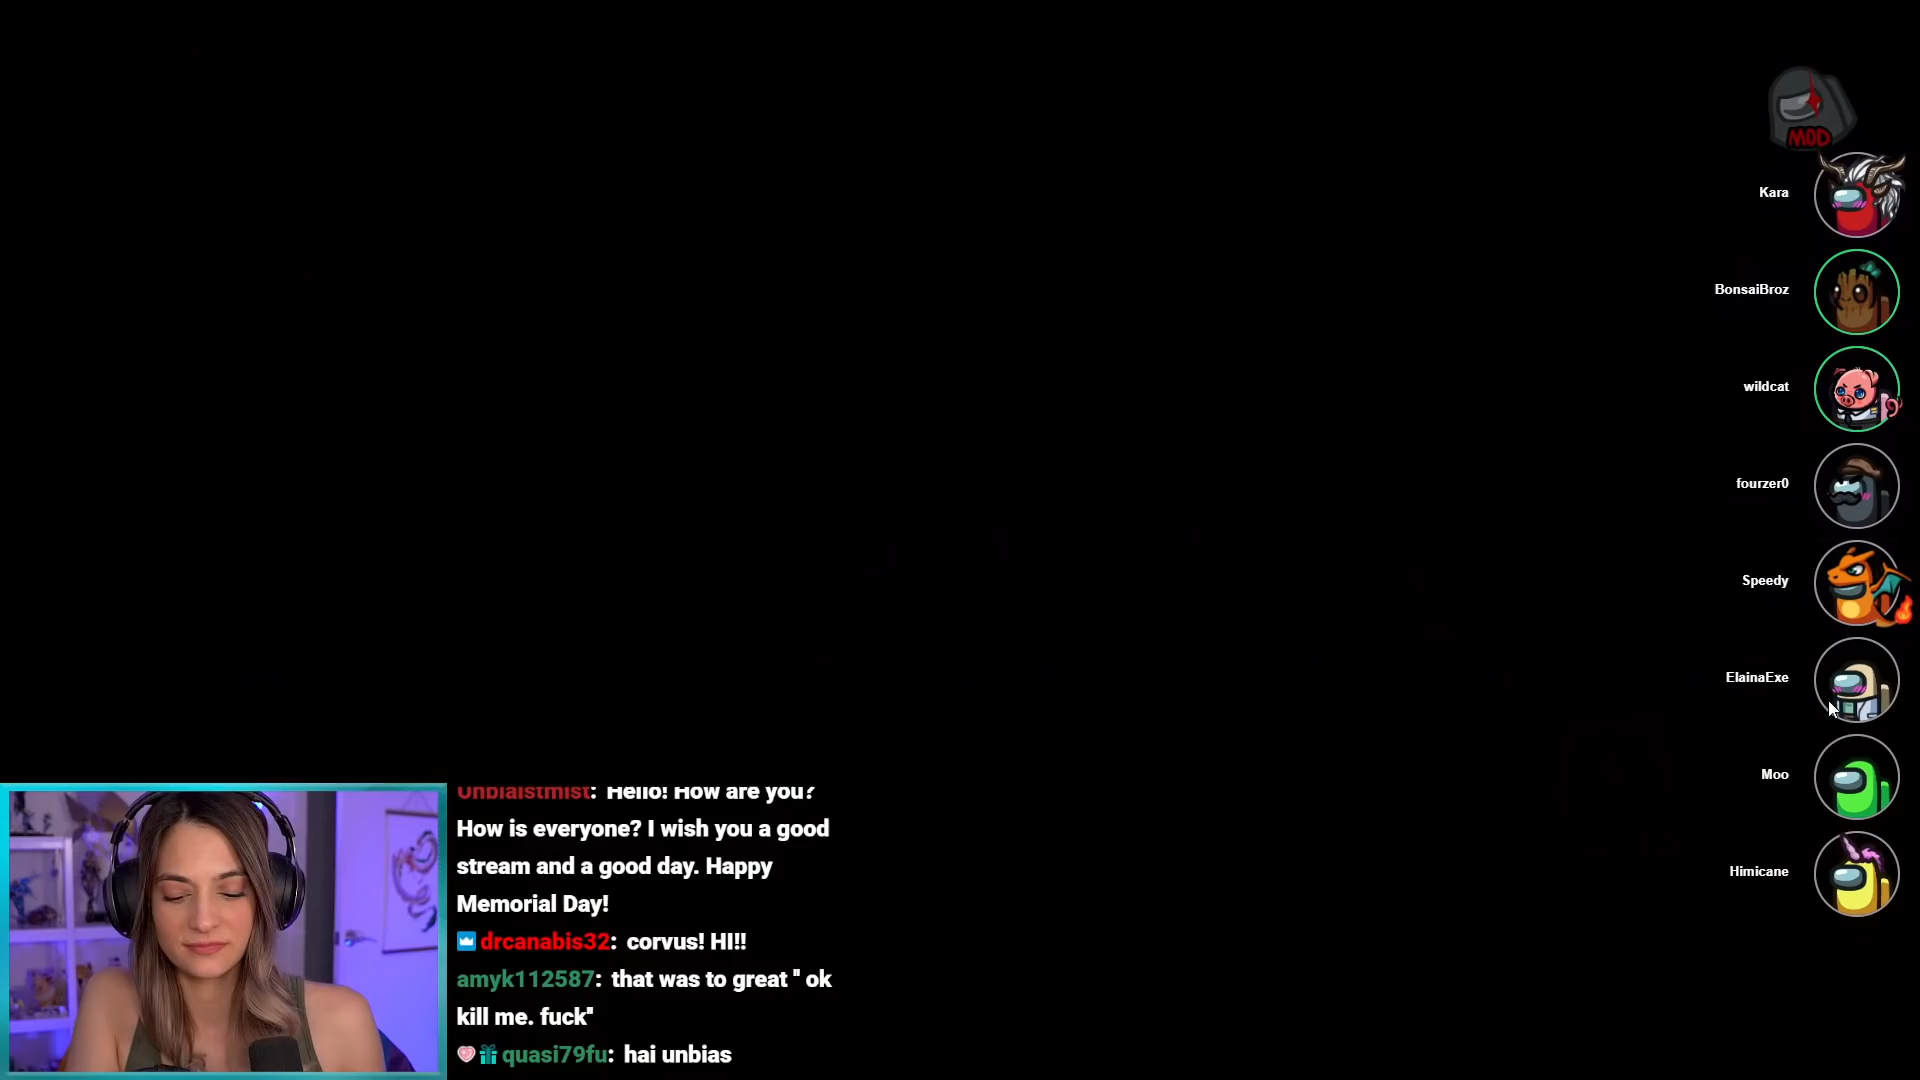 MOD
Kara
BonsaiBroz
wildcat
fourzer0
Speedy
ElainaExe
Moo
Himicane
Unbiaistmist: Hello! How are you?
How is everyone? I wish you a good
stream and a good day. Happy
Memorial Day!
drcanabis32: corvus! HI!!
amyk112587: that was to great " ok
kill me. fuck"
quasi79fu: hai unbias